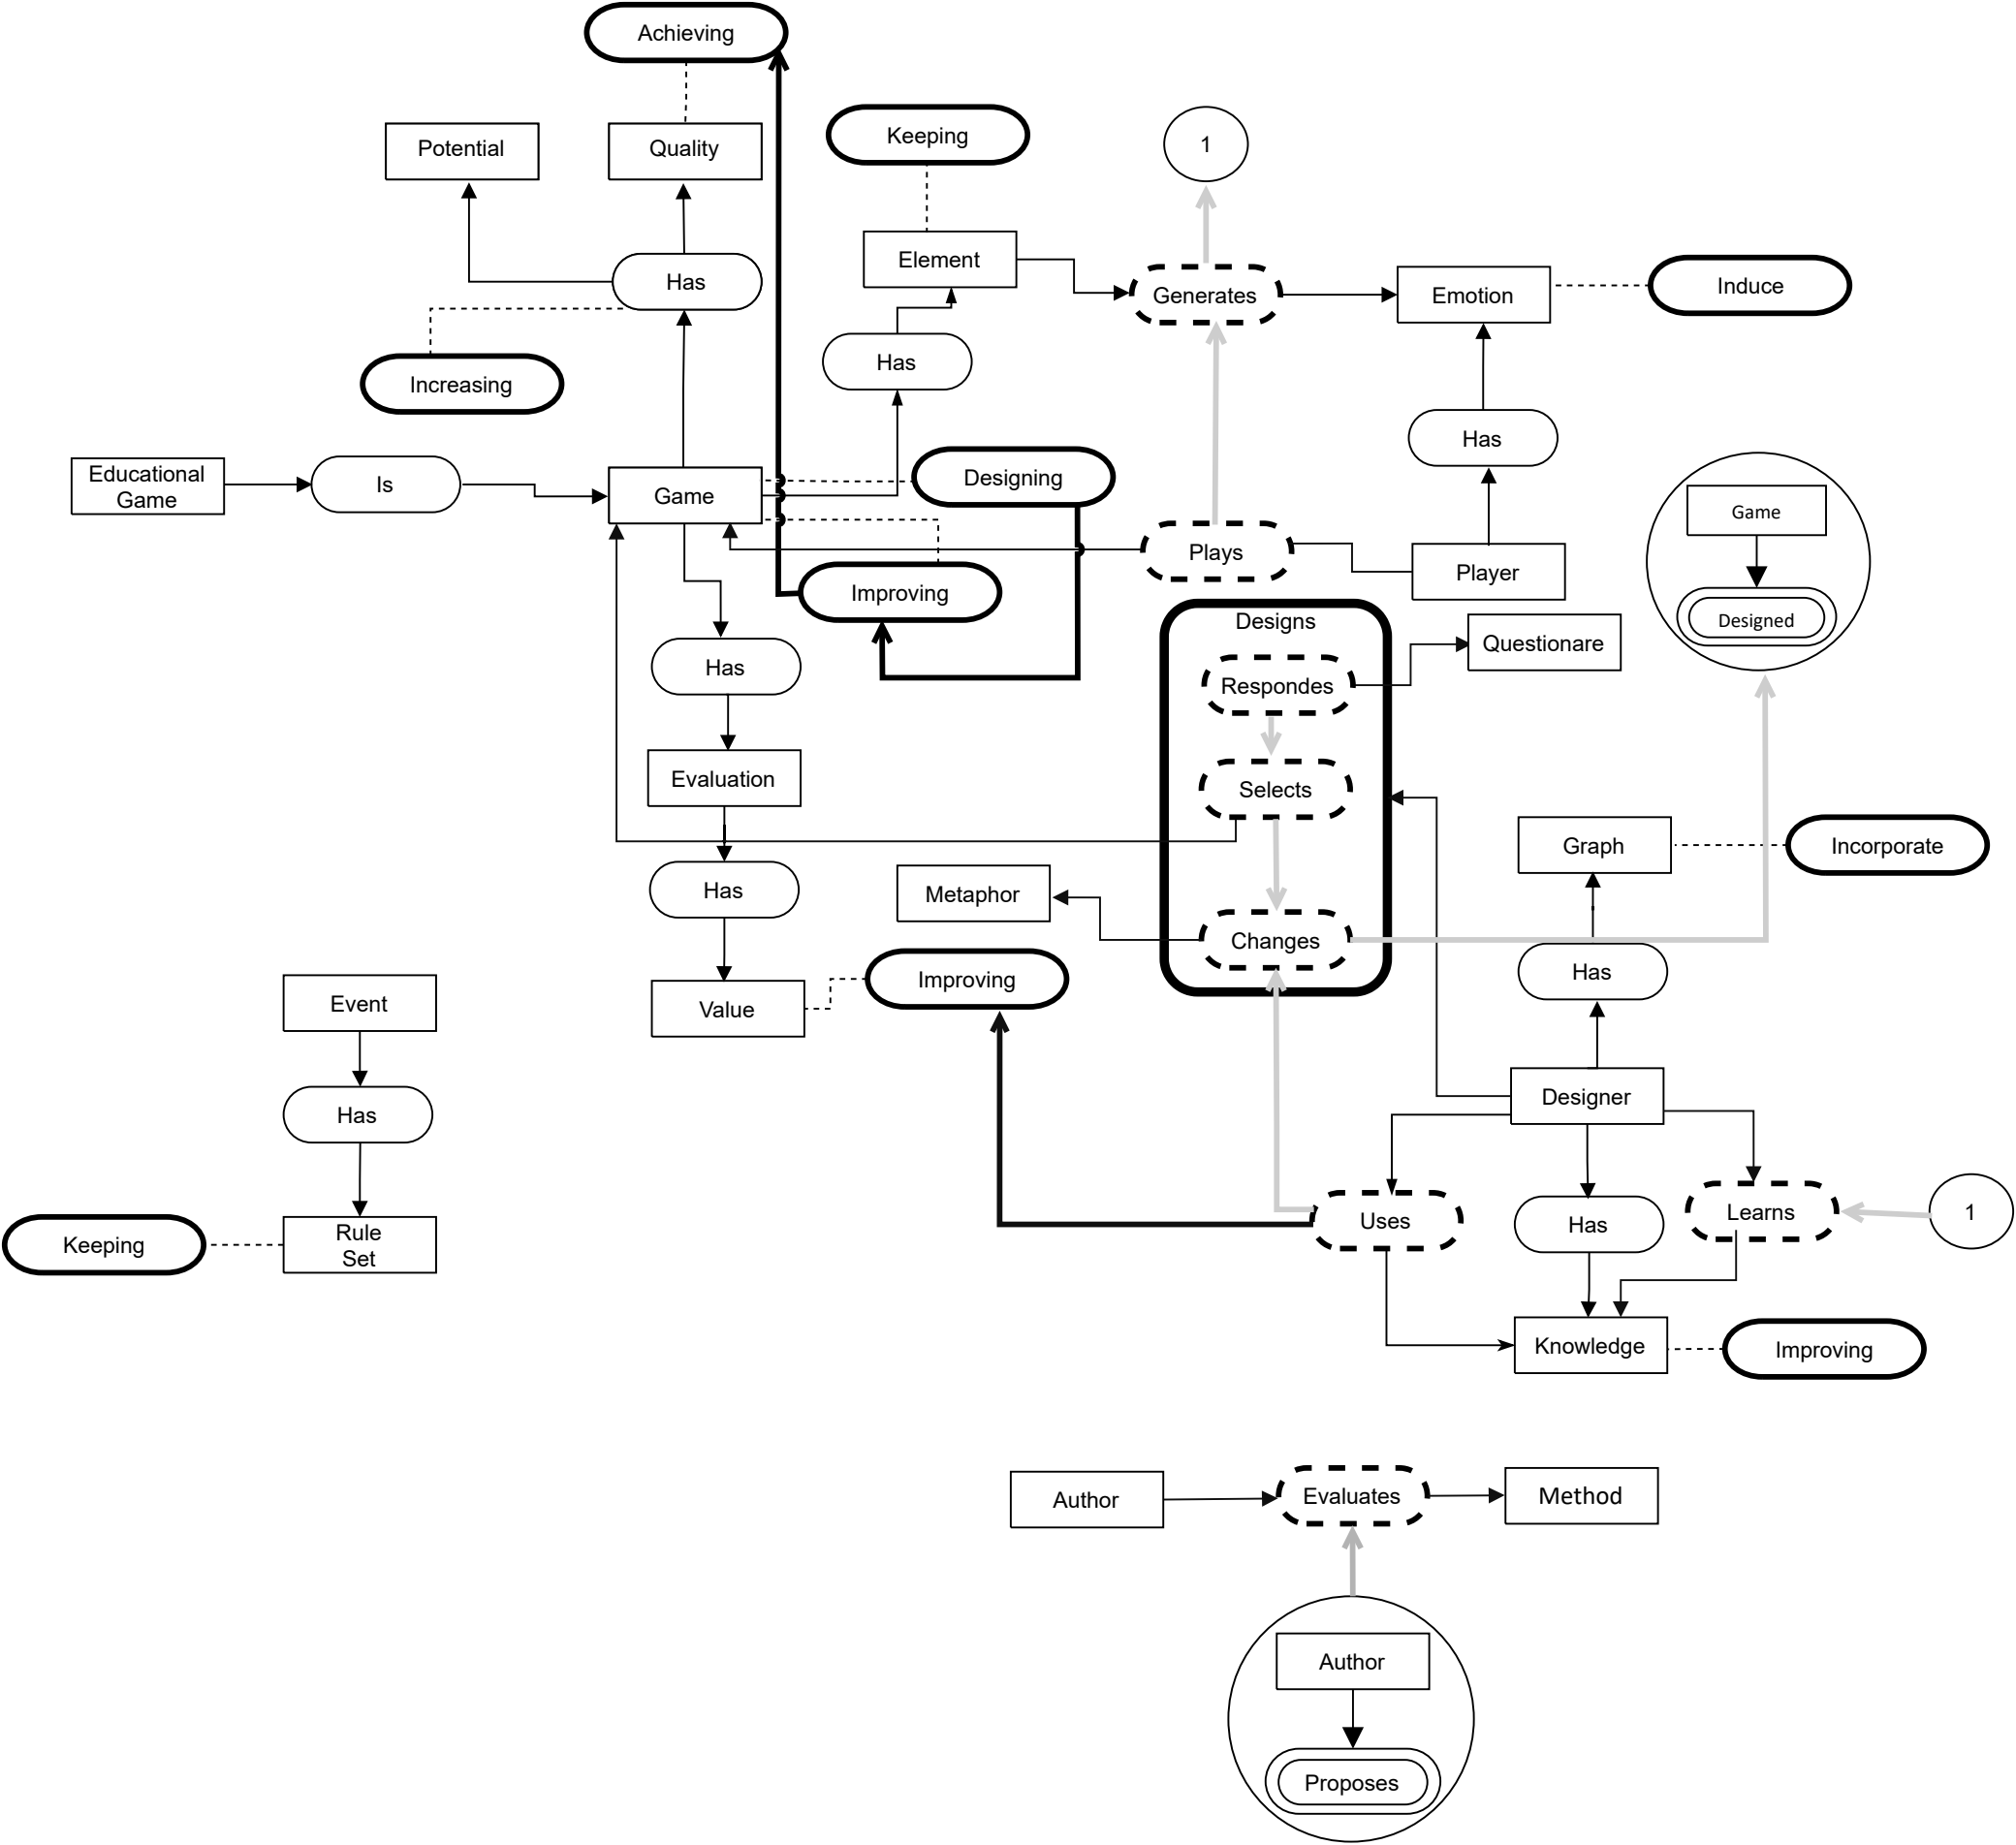 Achieving
Potential
Quality
Keeping
1
Has
Element
Generates
Emotion
Induce
Has
Increasing
Has
Educational
Game
Is
Game
Designing
Game
Plays
Player
Designed
Improving
Designs
Questionare
Has
Respondes
Evaluation
Selects
Graph
Incorporate
Has
Metaphor
Changes
Has
Improving
Event
Value
Designer
Has
Uses
Has
Learns
1
Keeping
Rule
Set
Knowledge
Improving
Author
Evaluates
Method
Author
Proposes